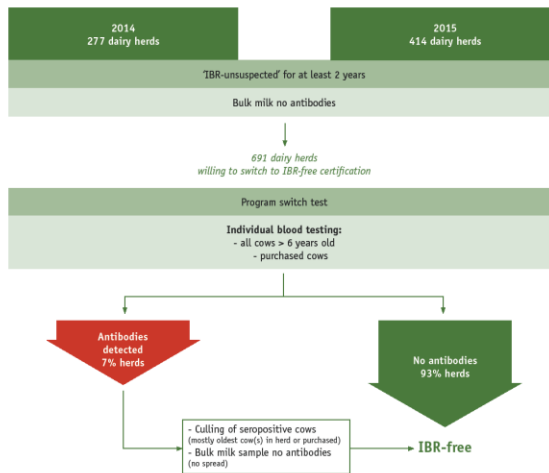 2014
277 dairy herds
2015
414 dairy herds
'IBR-unsuspected' for at least 2 years
Bulk milk no antibodies
691 dairy herds
willing to switch to IBR-free certification
Program switch test
Individual blood testing:
- all cows > 6 years old
- purchased cows
Antibodies
detected
7% herds
No antibodies
93% herds
- Culling of seropositive cows
(mostly oldest cow(s) in herd or purchased)
- Bulk milk sample no antibodies
(no spread)
IBR-free